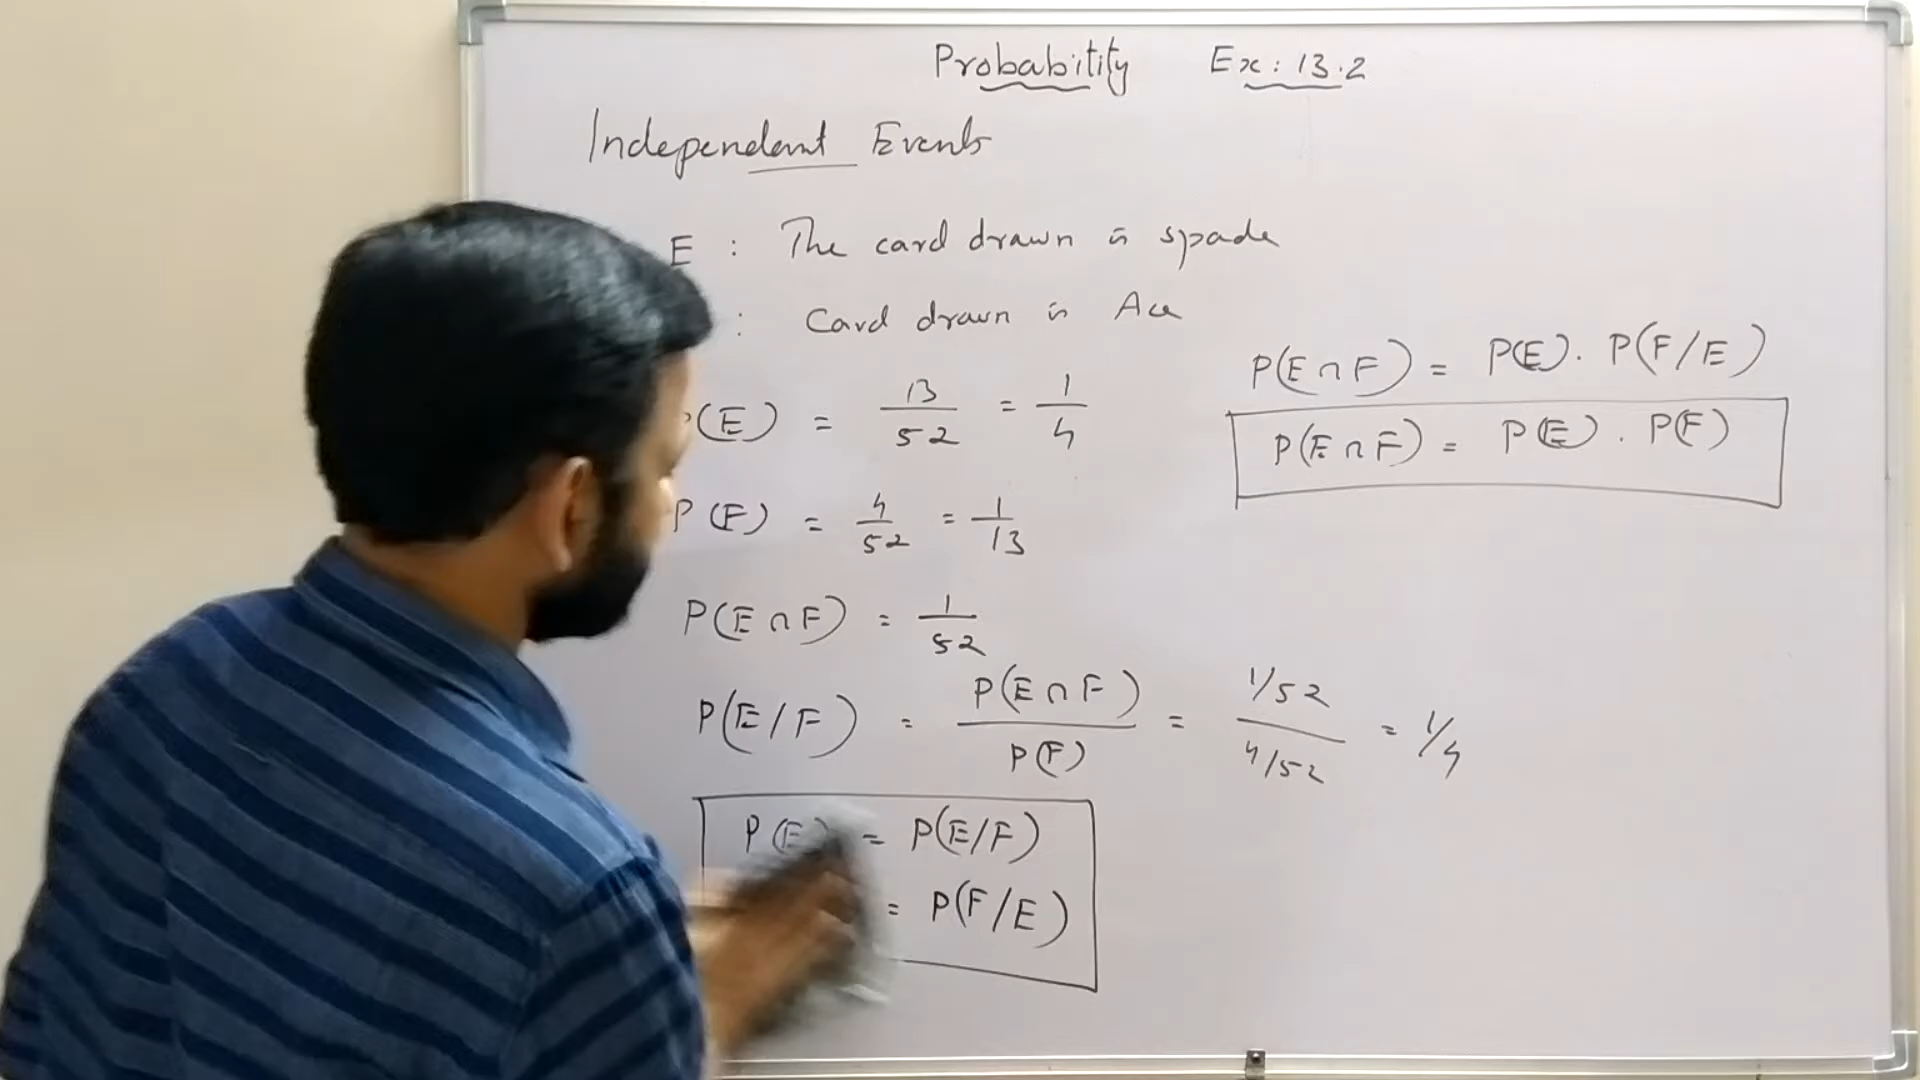 Probability Ex: 13.2
Independent Events
E : The card drawn is spade
: Card drawn is Ace
P(E) = 13/52 = 1/4
P(F) = 4/52 = 1/13
P(E ∩ F) = 1/52
P(E/F) = P(E ∩ F)/P(F) = 1/52 / 4/52 = 1/4
P(E) = P(E/F)
= P(F/E)
P(E ∩ F) = P(E) . P(F/E)
P(E ∩ F) = P(E) . P(F)